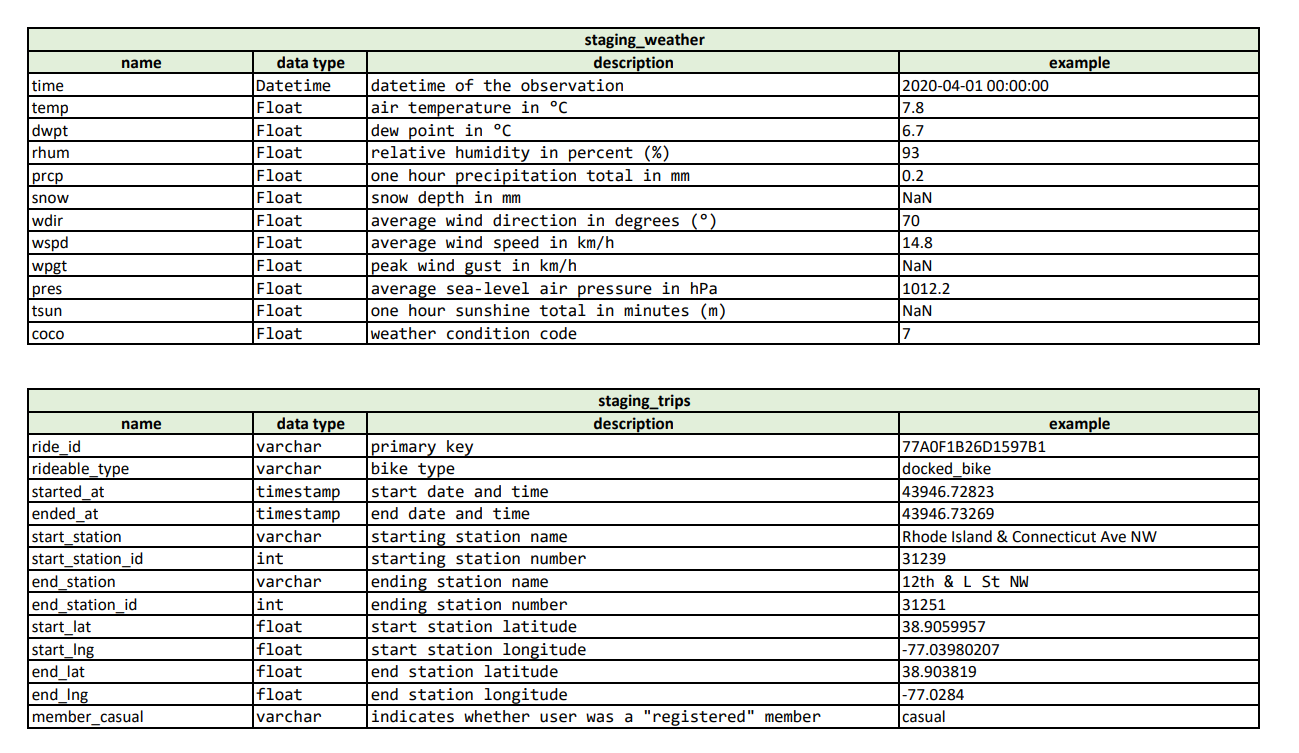 staging_weather
name data type description example
time Datetime datetime of the observation 2020-04-01 00:00:00
temp Float air temperature in °C 7.8
dwpt Float dew point in °C 6.7
rhum Float relative humidity in percent (%) 93
prcp Float one hour precipitation total in mm 0.2
snow Float snow depth in mm NaN
wdir Float average wind direction in degrees (°) 70
wspd Float average wind speed in km/h 14.8
wpgt Float peak wind gust in km/h NaN
pres Float average sea-level air pressure in hPa 1012.2
tsun Float one hour sunshine total in minutes (m) NaN
coco Float weather condition code 7
staging_trips
name data type description example
ride_id varchar primary key 77A0F1B26D1597B1
rideable_type varchar bike type docked_bike
started_at timestamp start date and time 43946.72823
ended_at timestamp end date and time 43946.73269
start_station varchar starting station name Rhode Island & Connecticut Ave NW
start_station_id int starting station number 31239
end_station varchar ending station name 12th & L St NW
end_station_id int ending station number 31251
start_lat float start station latitude 38.9059957
start_lng float start station longitude -77.03980207
end_lat float end station latitude 38.903819
end_lng float end station longitude -77.0284
member_casual varchar indicates whether user was a "registered" member casual